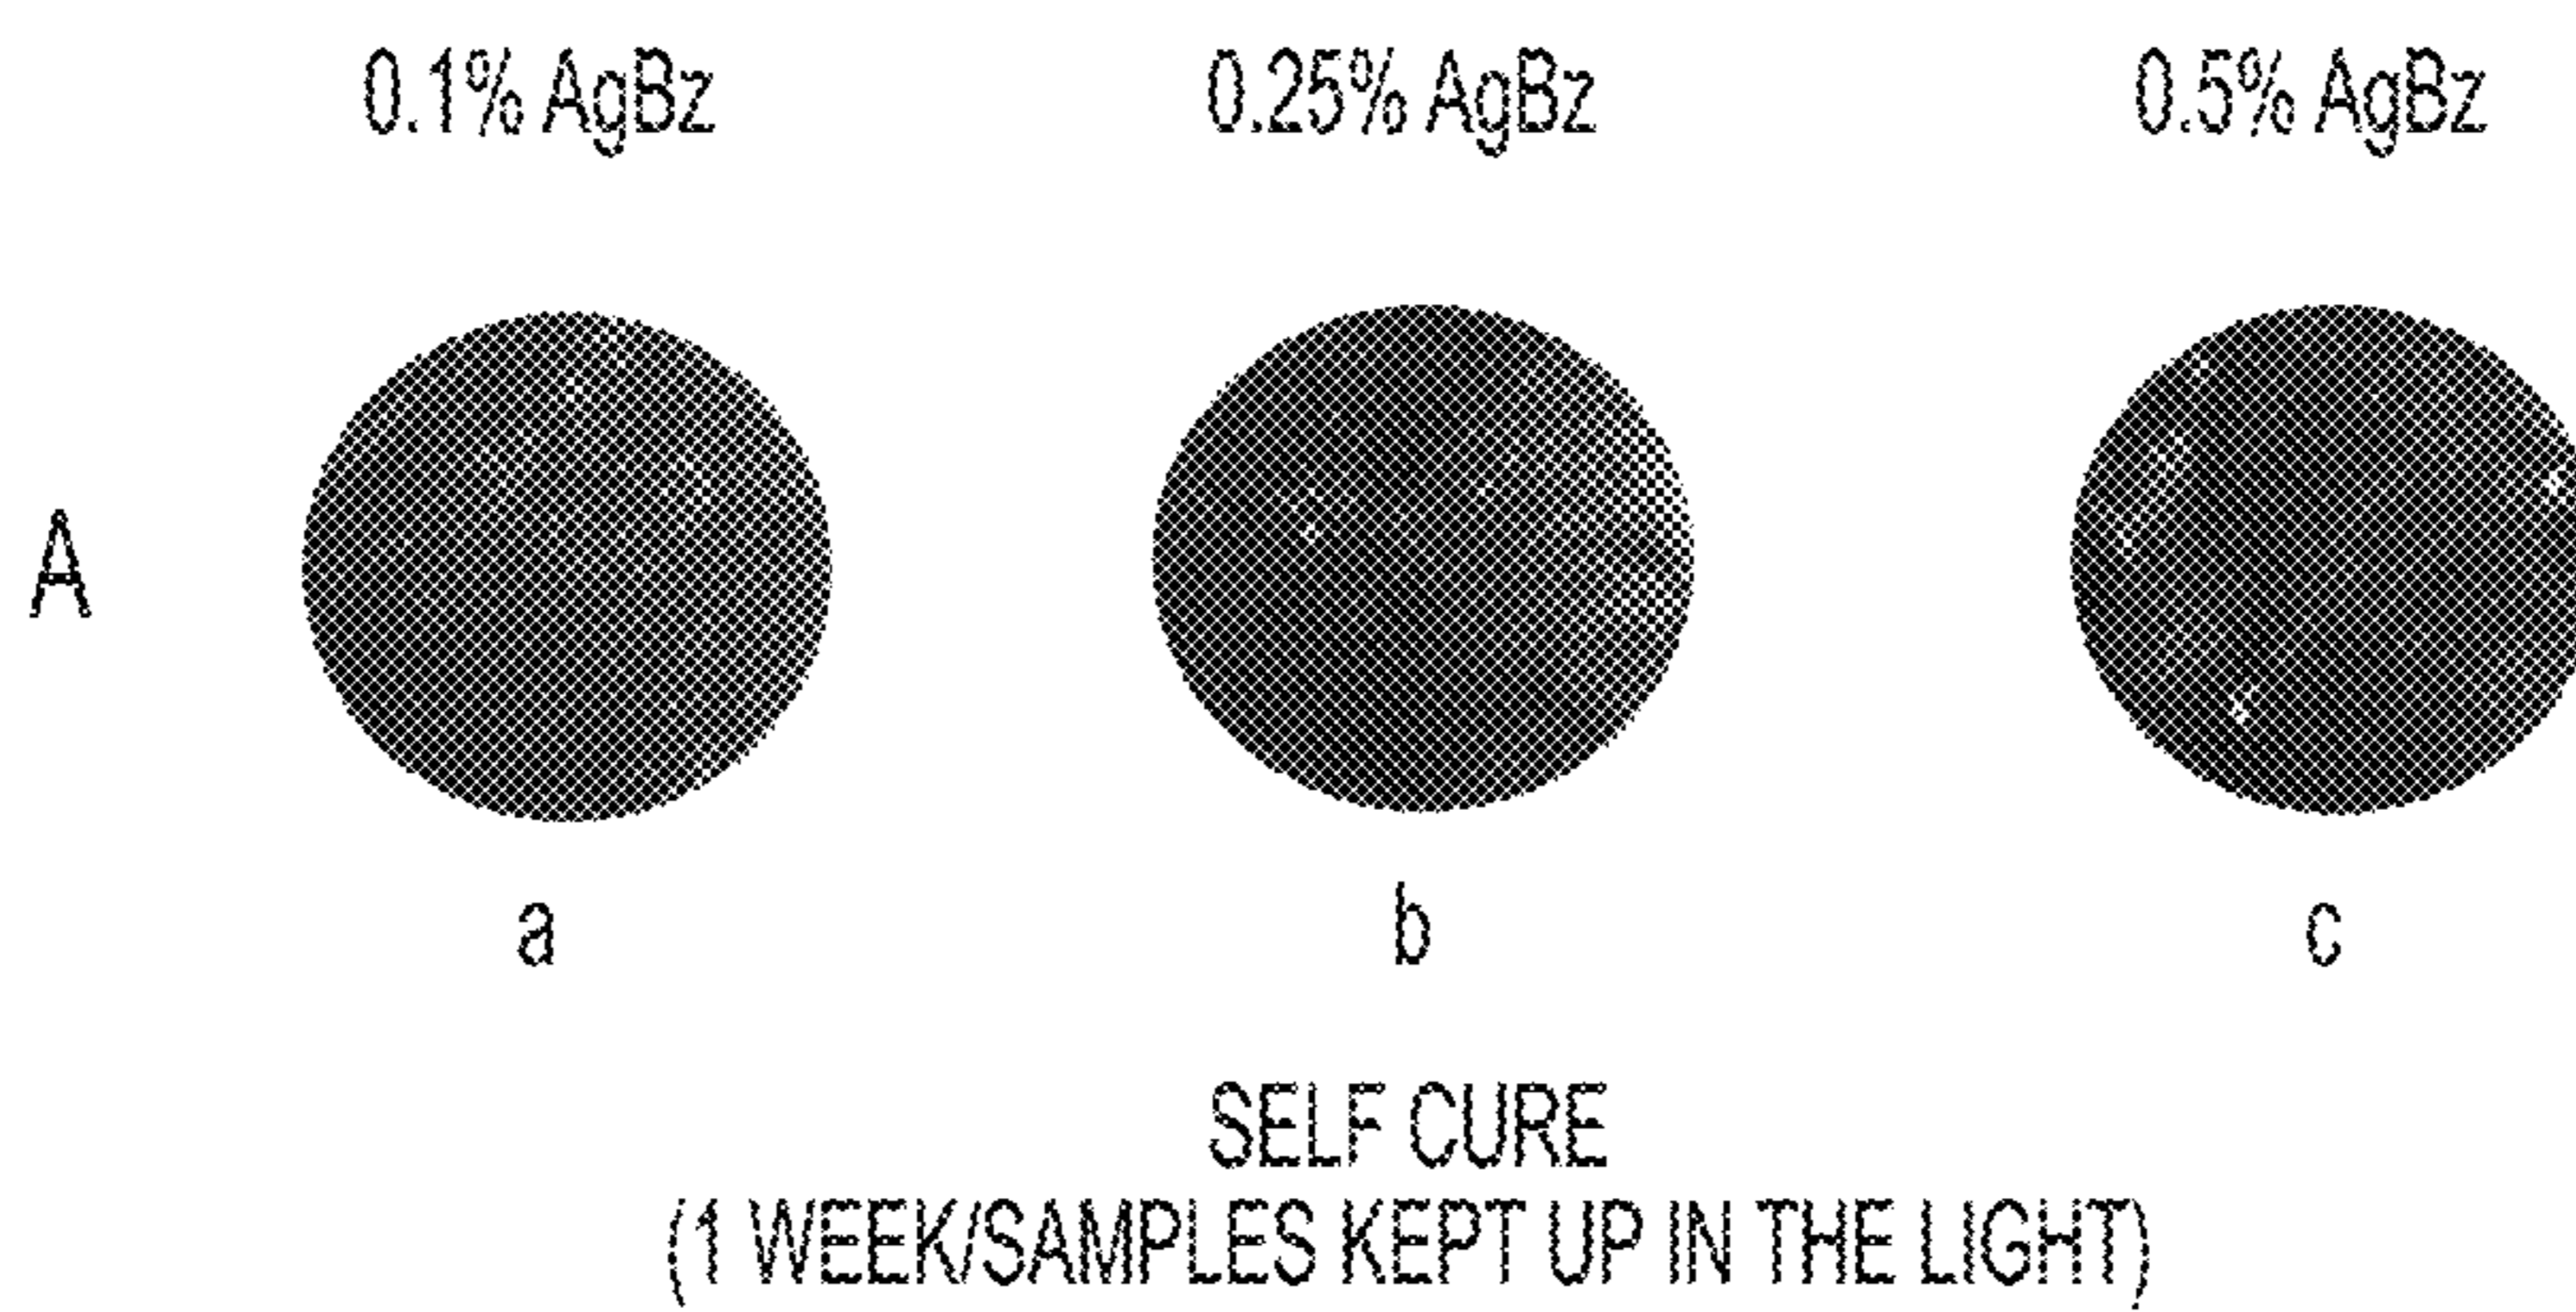 0.1% AgBz 0.25% AgBz 0.5% AgBz
A
a b c
SELF CURE
(1 WEEK/SAMPLES KEPT UP IN THE LIGHT)